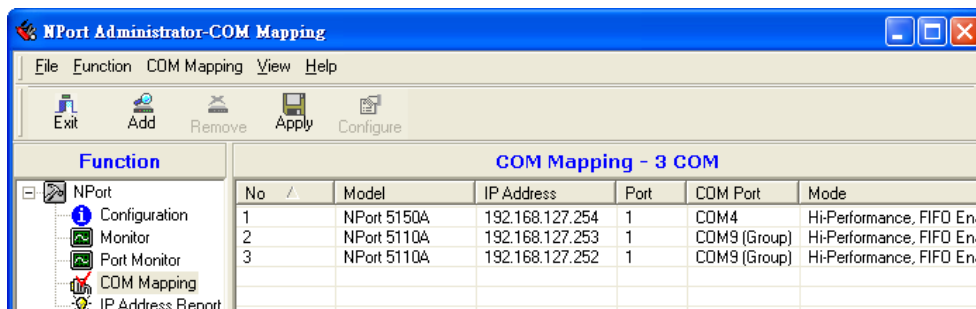 NPort Administrator-COM Mapping
File Function COM Mapping View Help
Exit Add Remove Apply Configure
Function
COM Mapping - 3 COM
NPort
Configuration
Monitor
Port Monitor
COM Mapping
IP Address Report
No Model IP Address Port COM Port Mode
1 NPort 5150A 192.168.127.254 1 COM4 Hi-Performance, FIFO Ena
2 NPort 5110A 192.168.127.253 1 COM9 (Group) Hi-Performance, FIFO Ena
3 NPort 5110A 192.168.127.252 1 COM9 (Group) Hi-Performance, FIFO Ena